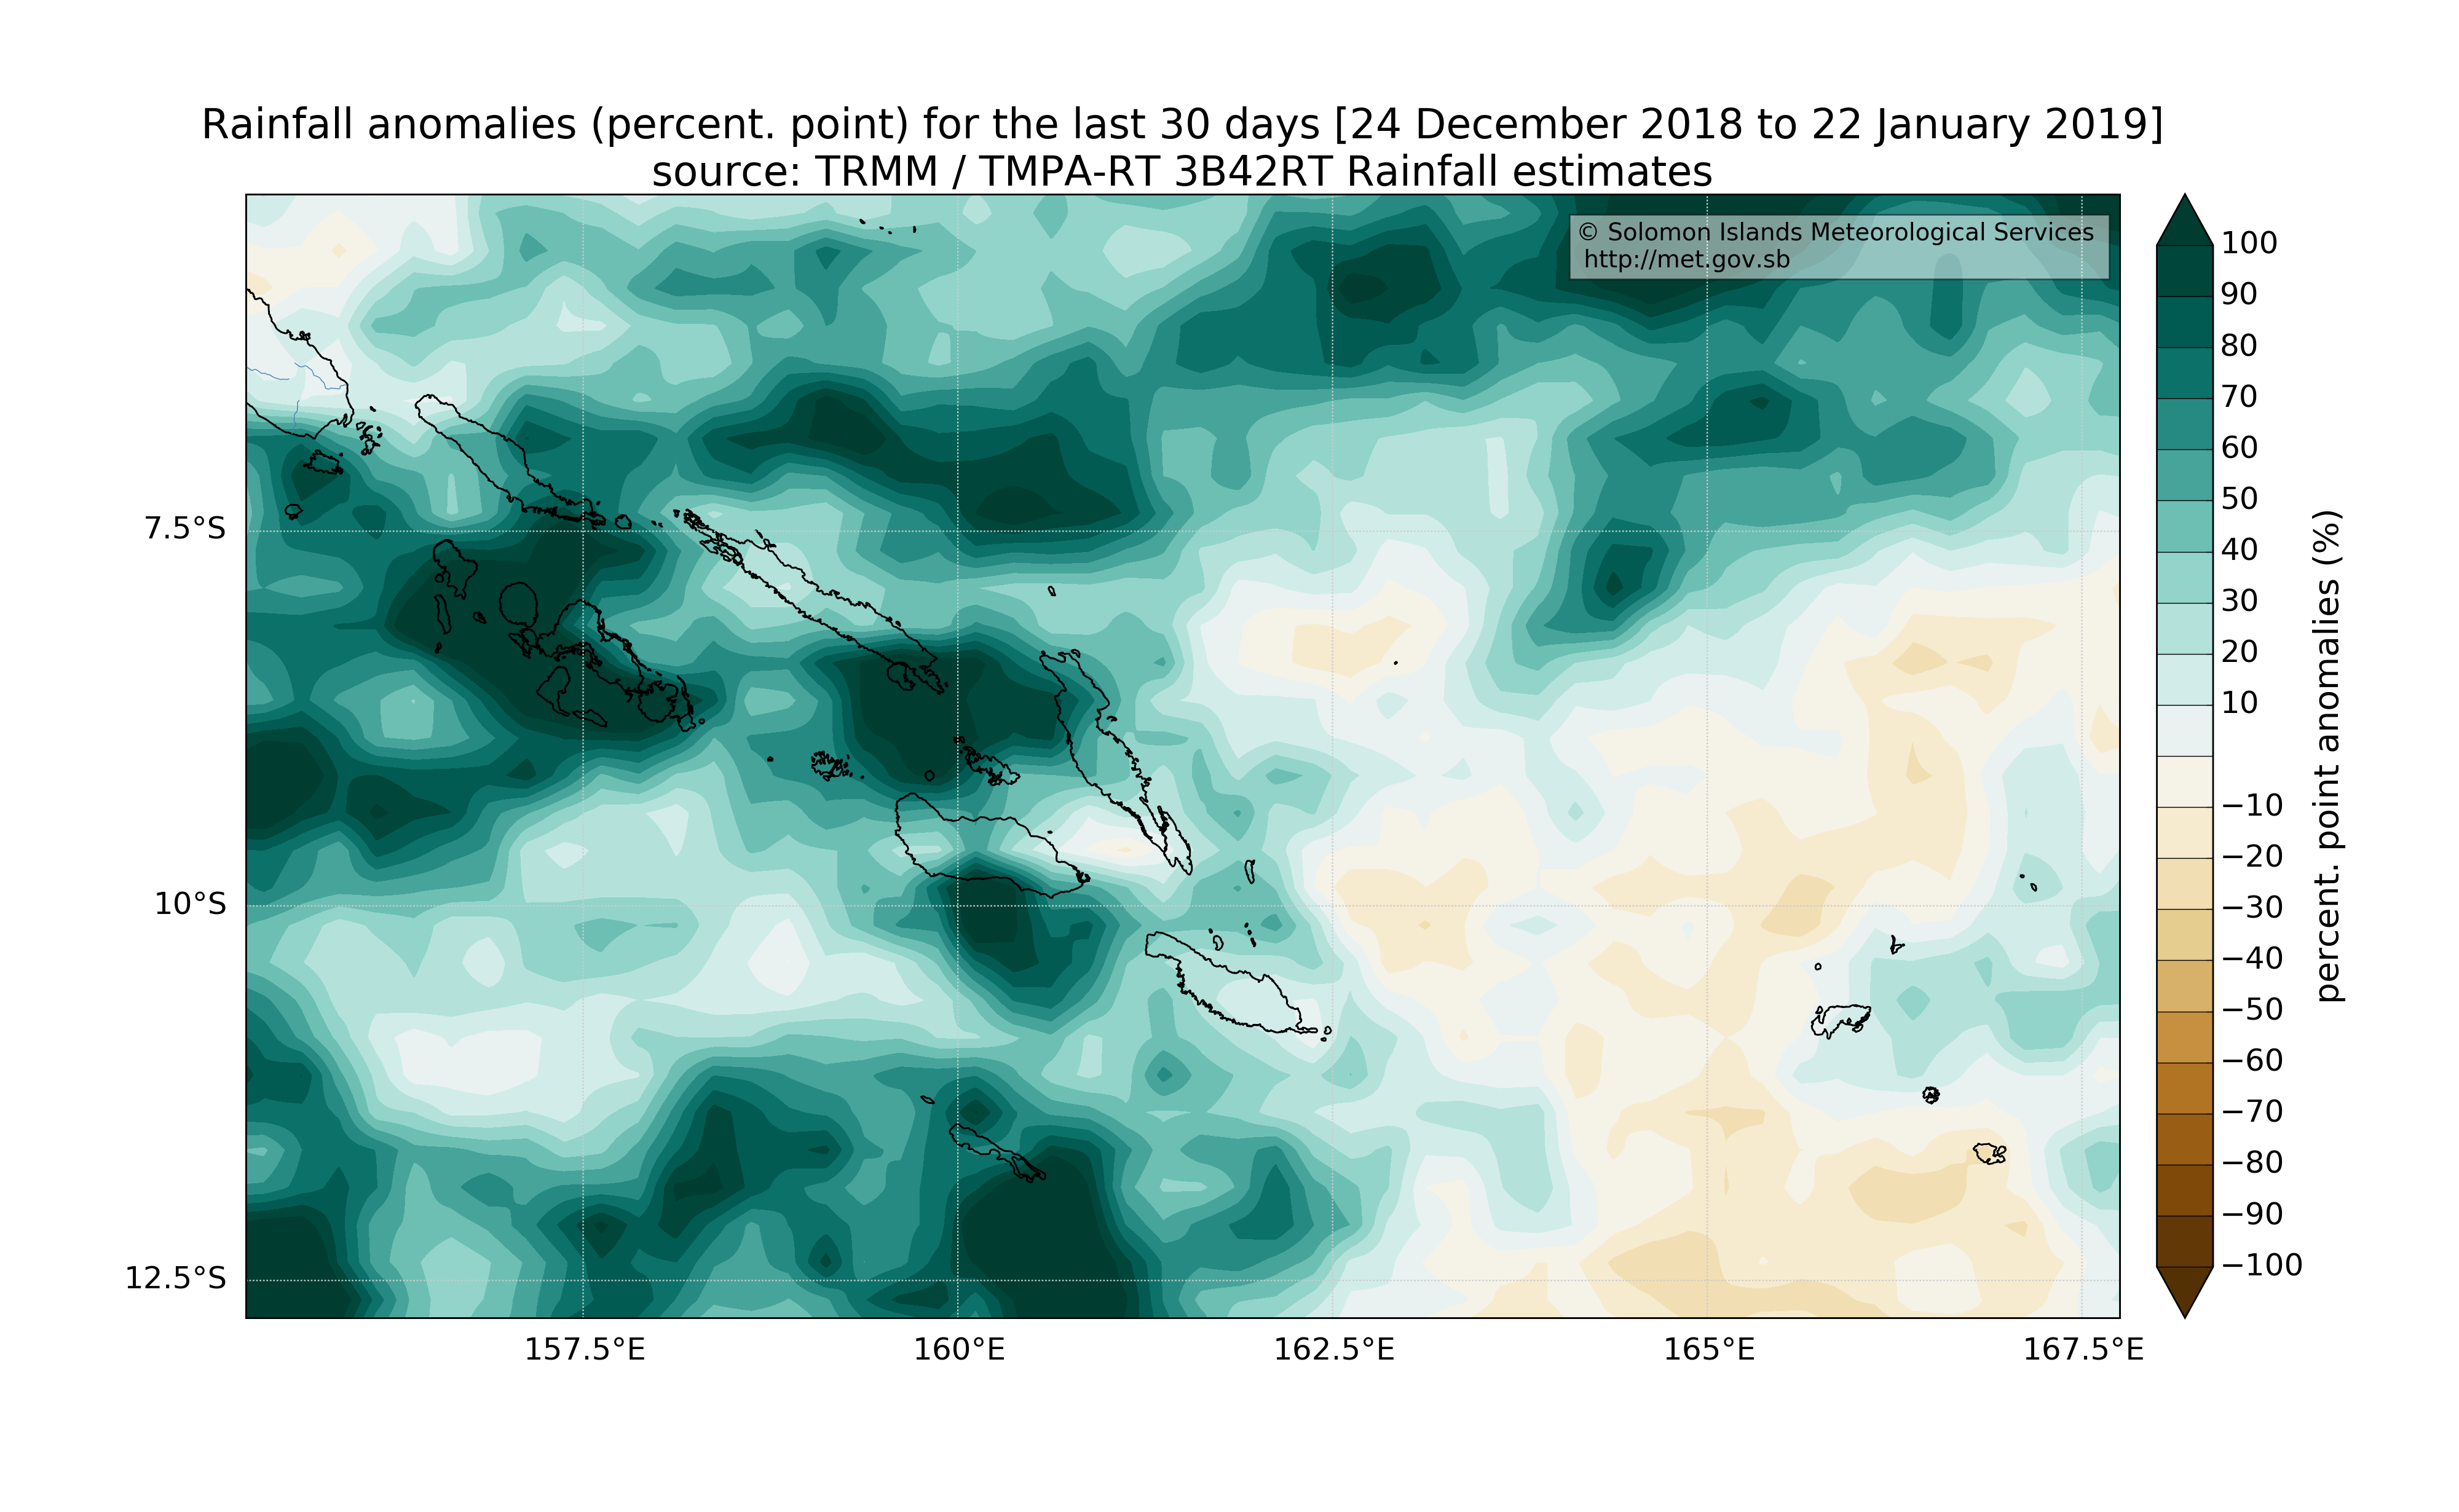 Rainfall anomalies (percent. point) for the last 30 days [24 December 2018 to 22 January 2019]
source: TRMM / TMPA-RT 3B42RT Rainfall estimates
© Solomon Islands Meteorological Services
http://met.gov.sb
7.5°S
10°S
12.5°S
157.5°E
160°E
162.5°E
165°E
167.5°E
100
90
80
70
60
50
40
30
20
10
−10
−20
−30
−40
−50
−60
−70
−80
−90
−100
percent. point anomalies (%)